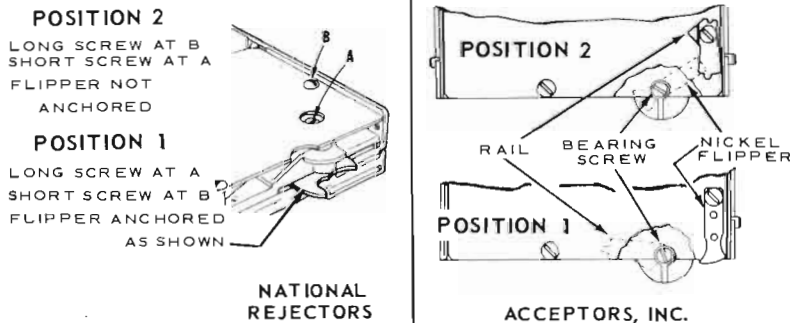 POSITION 2
LONG SCREW AT B
SHORT SCREW AT A
FLIPPER NOT
ANCHORED
POSITION 1
LONG SCREW AT A
SHORT SCREW AT B
FLIPPER ANCHORED
AS SHOWN
B
A
NATIONAL
REJECTORS
POSITION 2
RAIL
BEARING
SCREW
NICKEL
FLIPPER
POSITION 1
ACCEPTORS, INC.